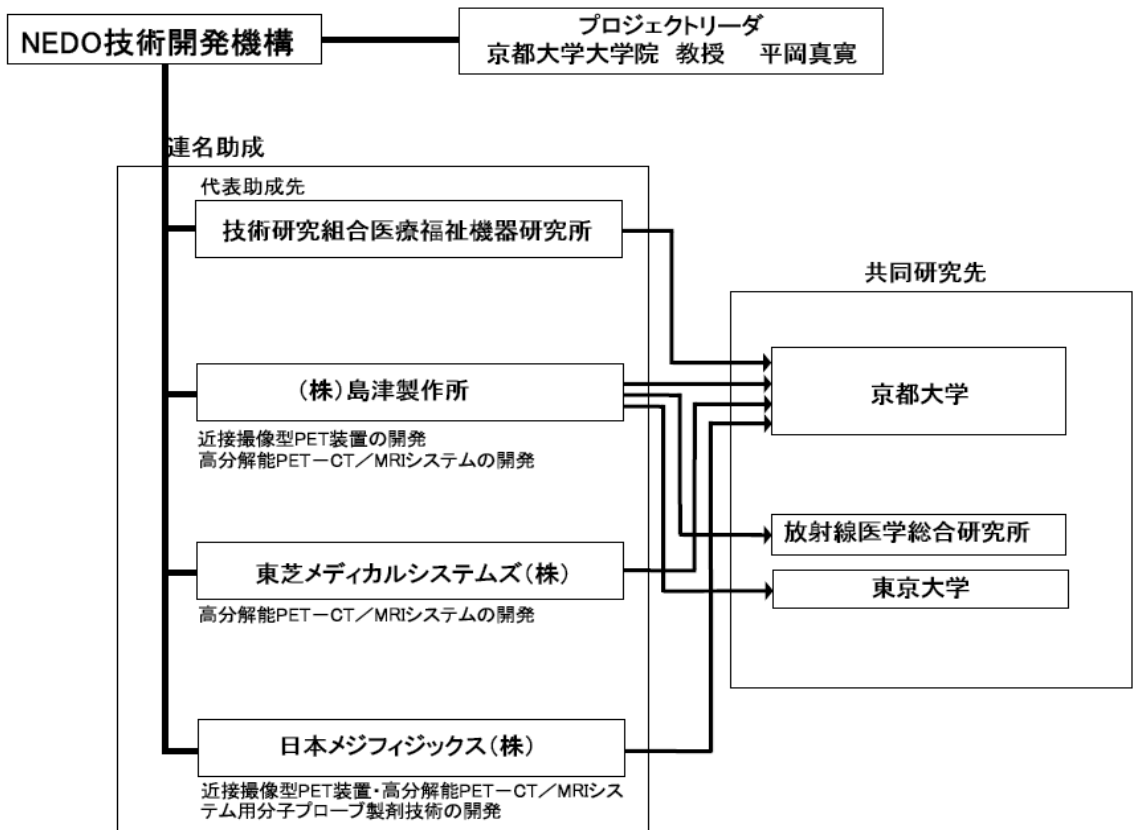 NEDO技術開発機構
プロジェクトリーダ
京都大学大学院 教授 平岡真寛
連名助成
代表助成先
技術研究組合医療福祉機器研究所
(株)島津製作所
近接撮像型PET装置の開発
高分解能PET－CT／MRIシステムの開発
東芝メディカルシステムズ(株)
高分解能PET－CT／MRIシステムの開発
日本メジフィジックス(株)
近接撮像型PET装置・高分解能PET－CT／MRIシス
テム用分子プローブ製剤技術の開発
共同研究先
京都大学
放射線医学総合研究所
東京大学